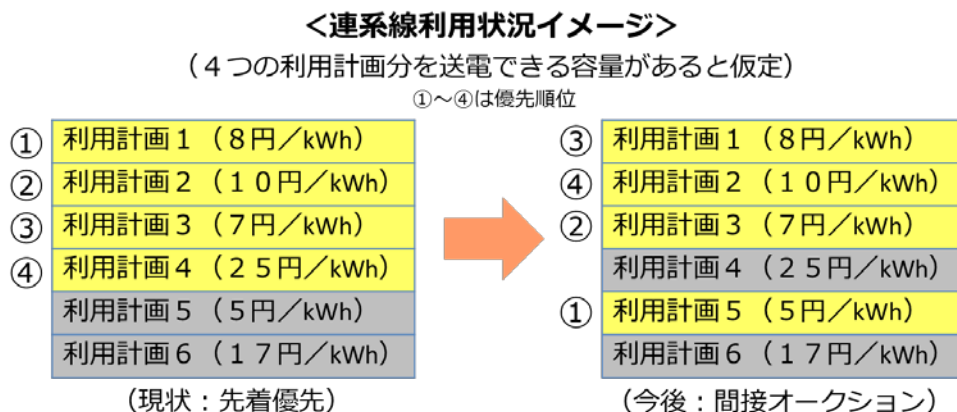 ＜連系線利用状況イメージ＞
（４つの利用計画分を送電できる容量があると仮定）
①～④は優先順位
① 利用計画１（８円／kWh）
② 利用計画２（１０円／kWh）
③ 利用計画３（７円／kWh）
④ 利用計画４（２５円／kWh）
利用計画５（５円／kWh）
利用計画６（１７円／kWh）
（現状：先着優先）
③ 利用計画１（８円／kWh）
④ 利用計画２（１０円／kWh）
② 利用計画３（７円／kWh）
利用計画４（２５円／kWh）
① 利用計画５（５円／kWh）
利用計画６（１７円／kWh）
（今後：間接オークション）